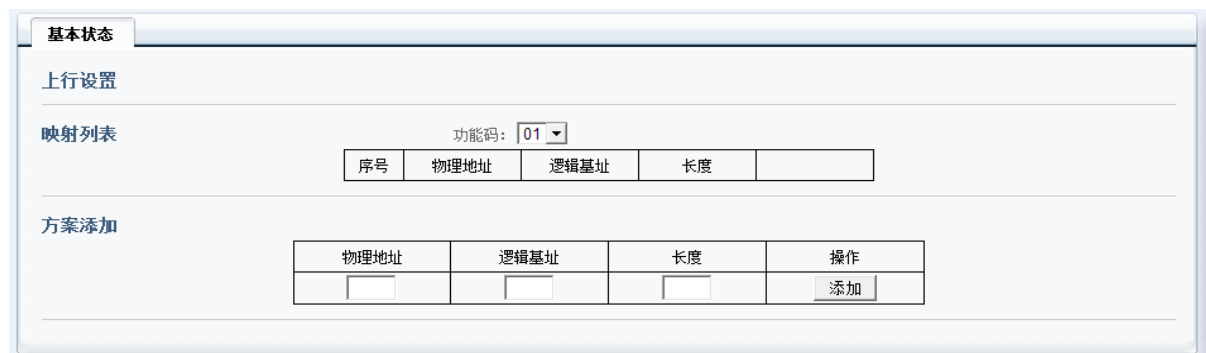 基本状态
上行设置
映射列表 功能码: 01
序号 物理地址 逻辑基址 长度
方案添加
物理地址 逻辑基址 长度 操作
添加